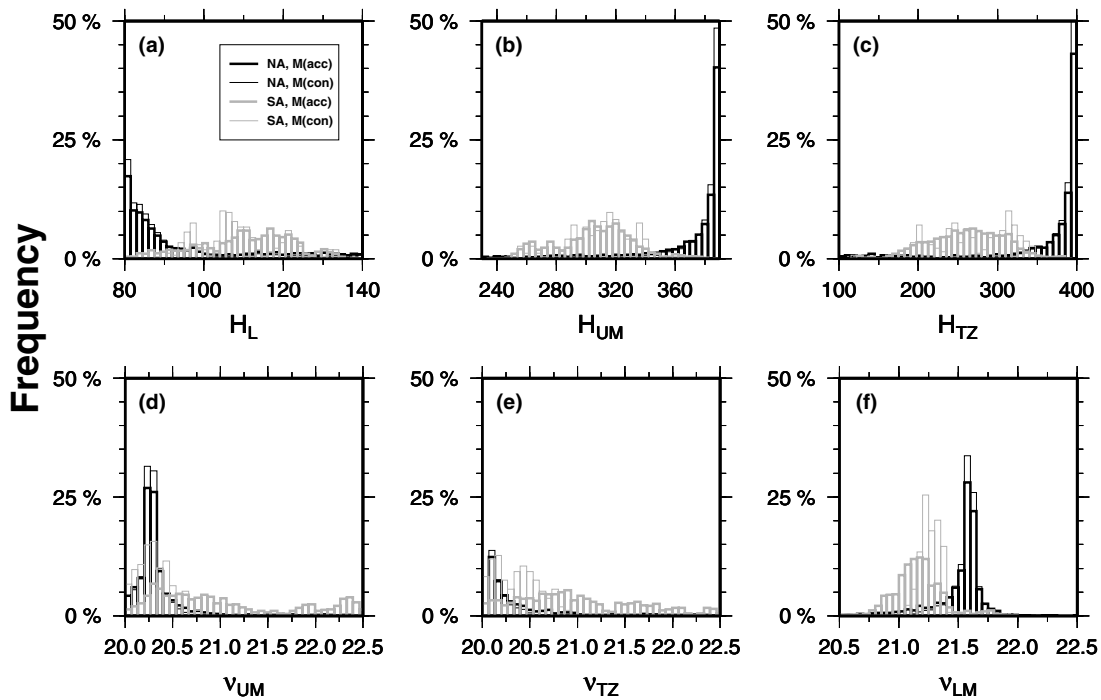 Frequency
50 %
25 %
0 %
(a)
NA, M(acc)
NA, M(con)
SA, M(acc)
SA, M(con)
80 100 120 140
H_L
50 %
25 %
0 %
(b)
240 280 320 360
H_UM
50 %
25 %
0 %
(c)
100 200 300 400
H_TZ
50 %
25 %
0 %
(d)
20.0 20.5 21.0 21.5 22.0 22.5
ν_UM
50 %
25 %
0 %
(e)
20.0 20.5 21.0 21.5 22.0 22.5
ν_TZ
50 %
25 %
0 %
(f)
20.5 21.0 21.5 22.0 22.5
ν_LM